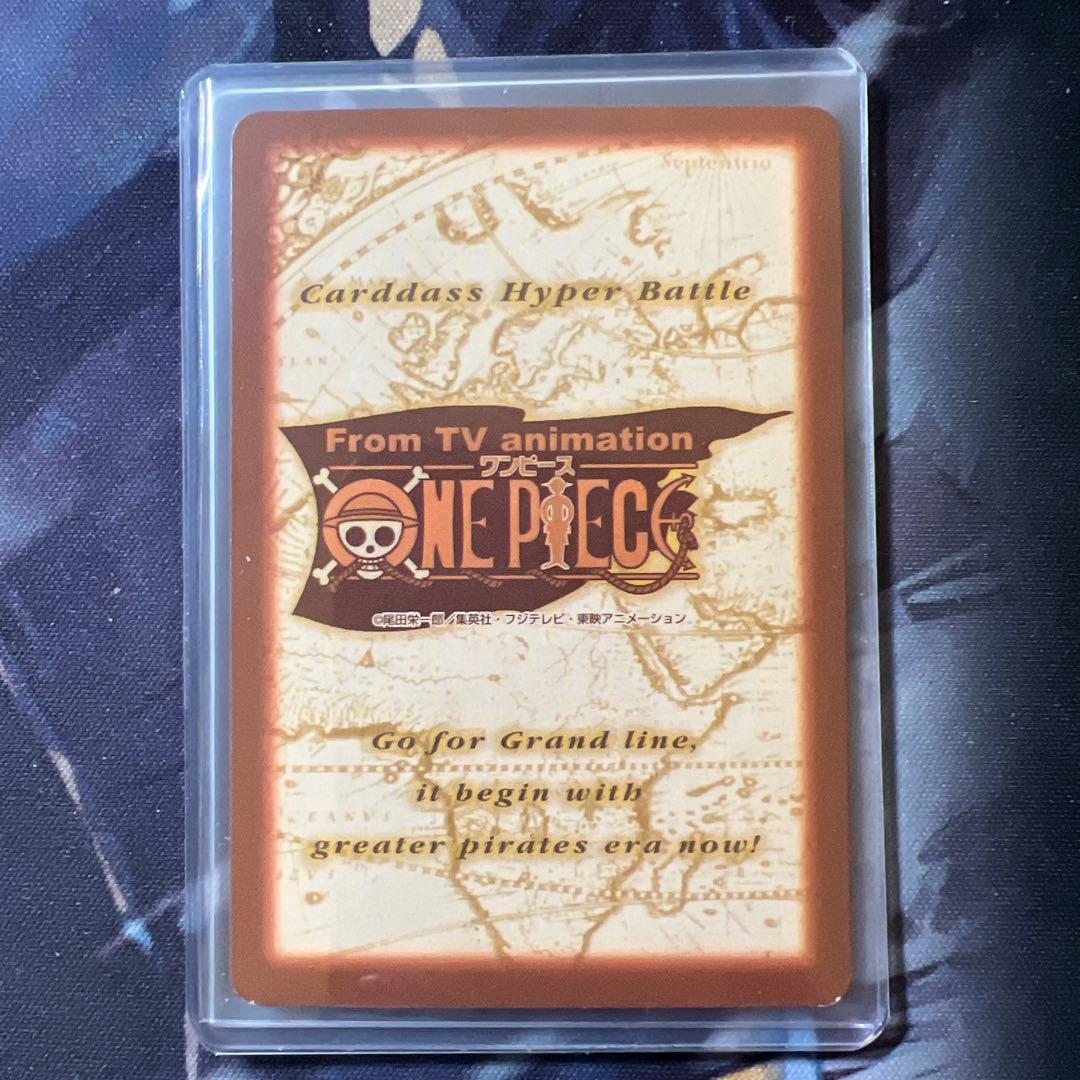 Septentrio
Carddass Hyper Battle
From TV animation
ワンピース
ONE PIECE
©尾田栄一郎/集英社・フジテレビ・東映アニメーション
Go for Grand line,
it begin with
greater pirates era now!